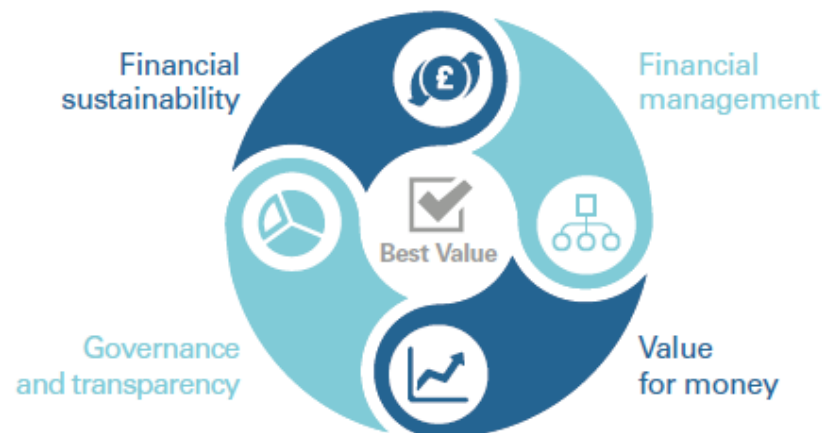 Financial
sustainability
£
Financial
management
Best Value
Governance
and transparency
Value
for money